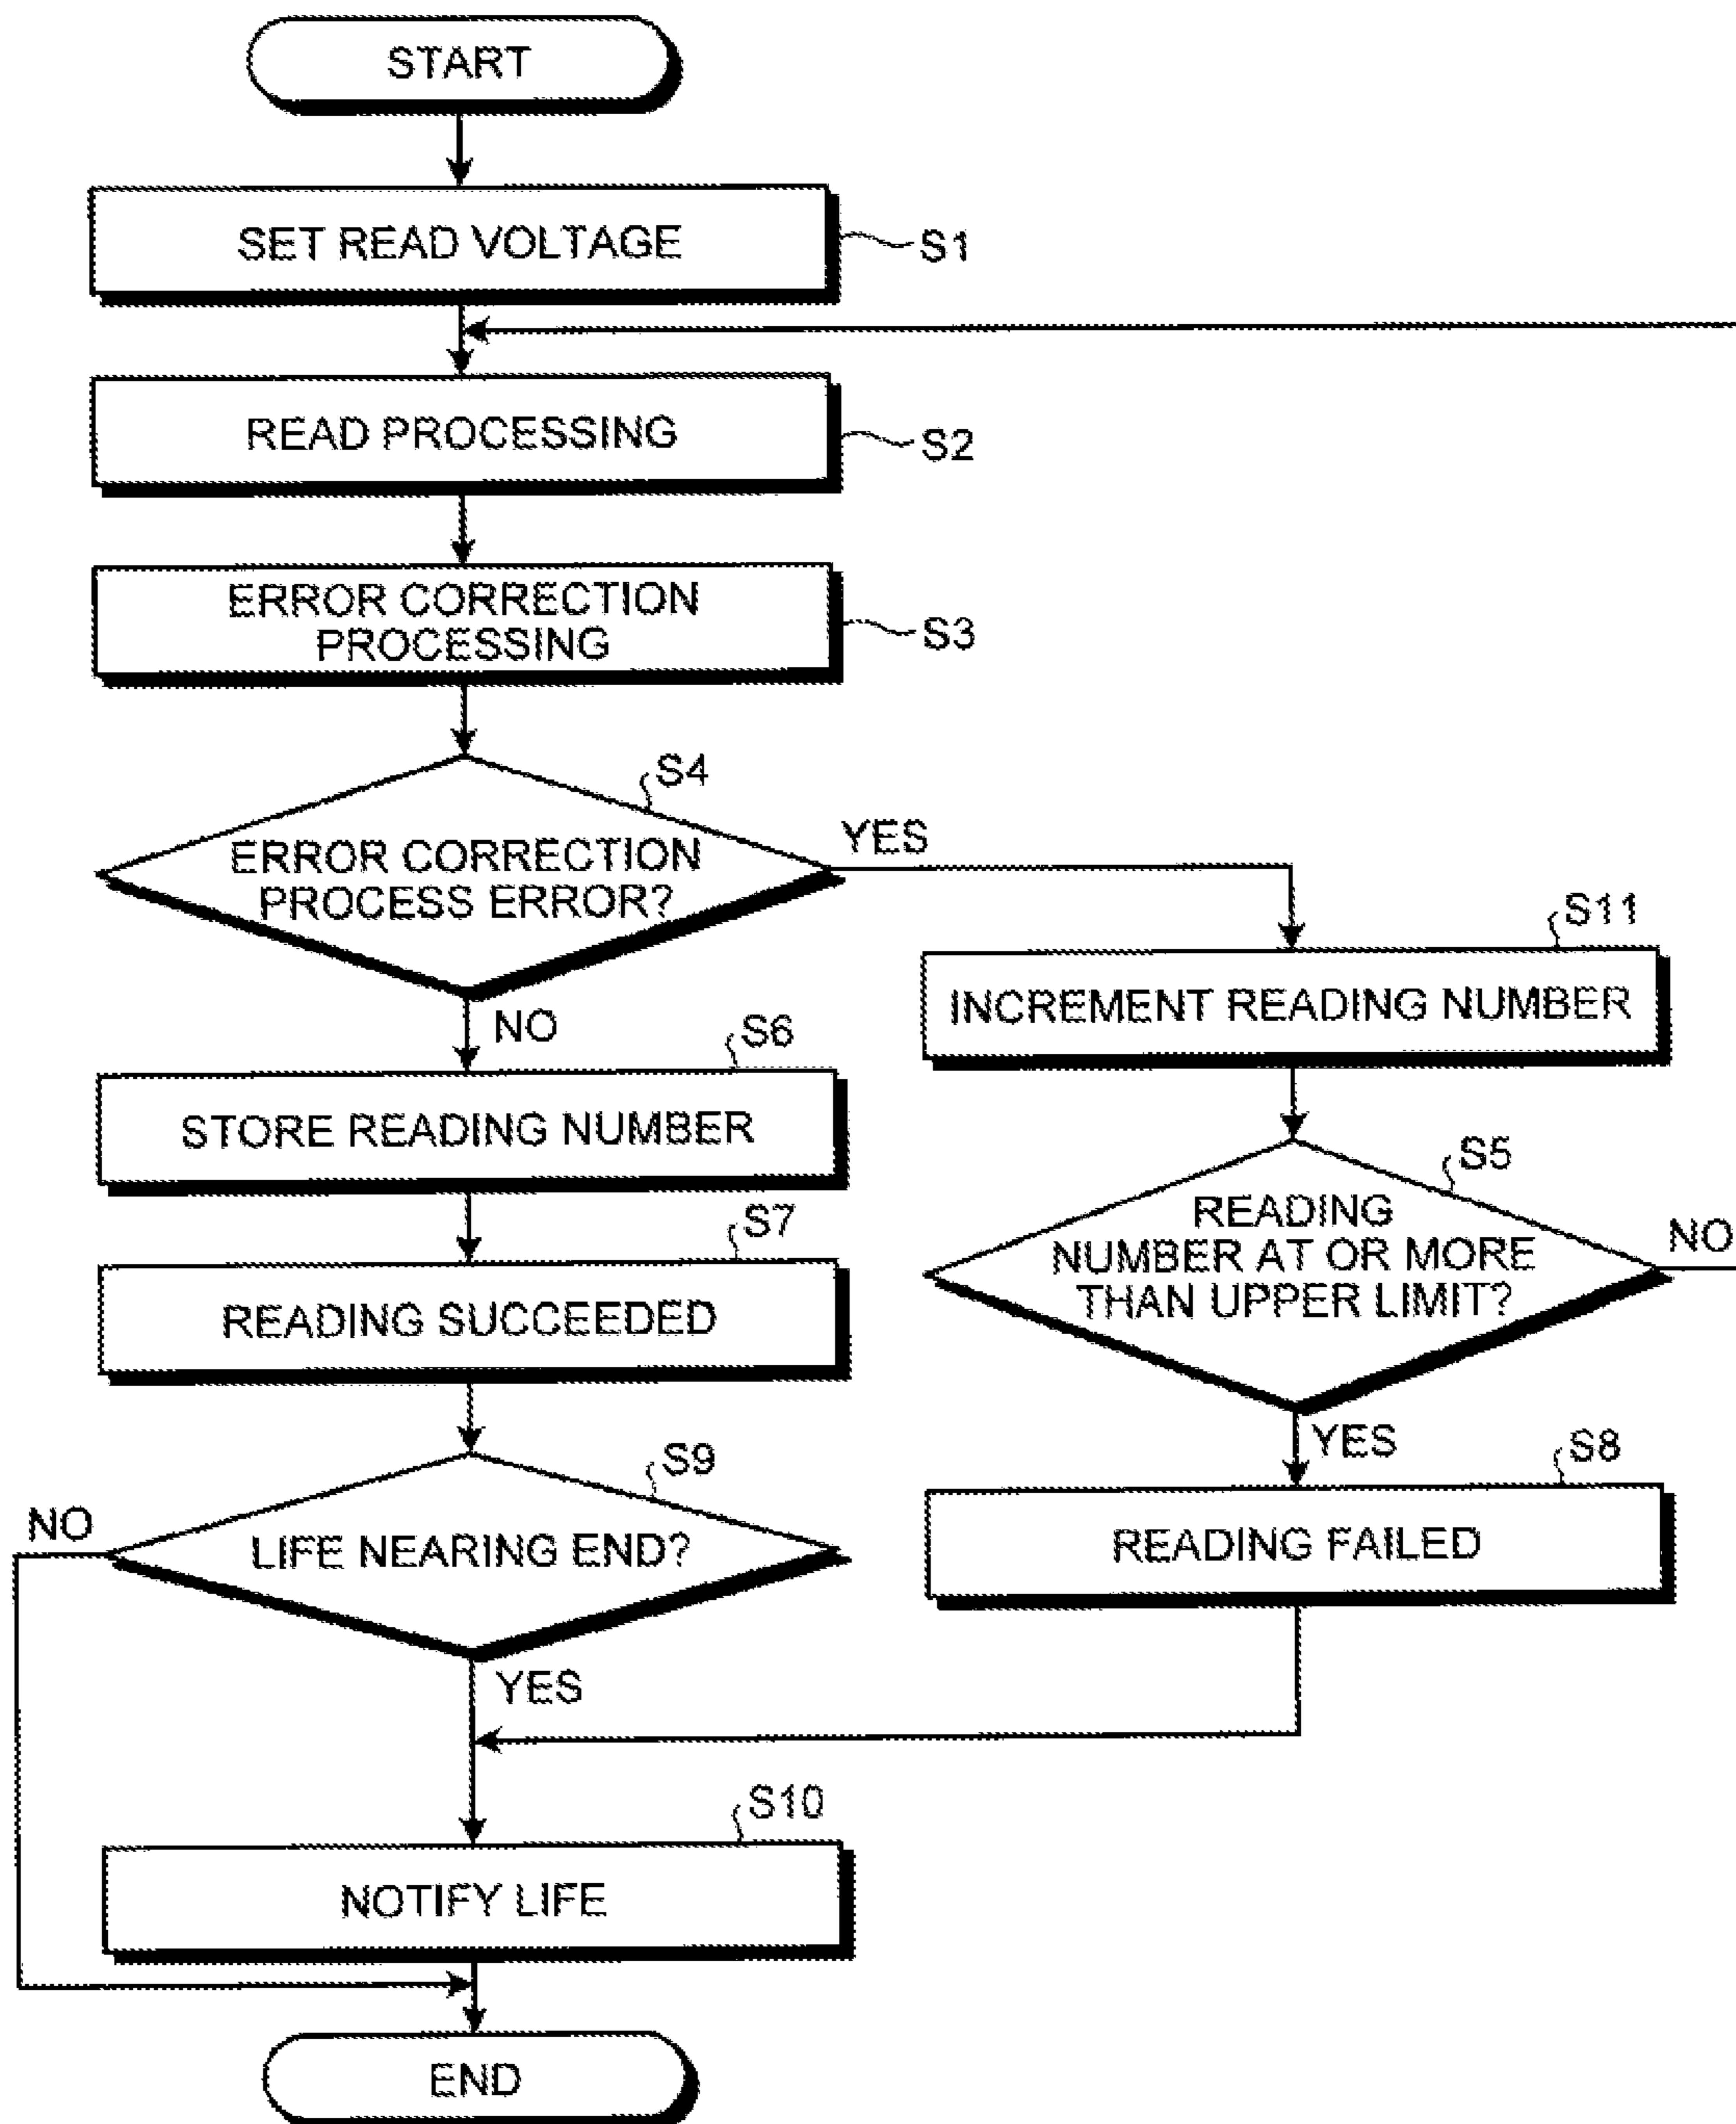 START
SET READ VOLTAGE
S1
READ PROCESSING
S2
ERROR CORRECTION
PROCESSING
S3
S4
ERROR CORRECTION
PROCESS ERROR?
YES
NO
S11
INCREMENT READING NUMBER
S6
STORE READING NUMBER
S5
READING
NUMBER AT OR MORE
THAN UPPER LIMIT?
NO
YES
S7
READING SUCCEEDED
S8
READING FAILED
S9
LIFE NEARING END?
NO
YES
S10
NOTIFY LIFE
END